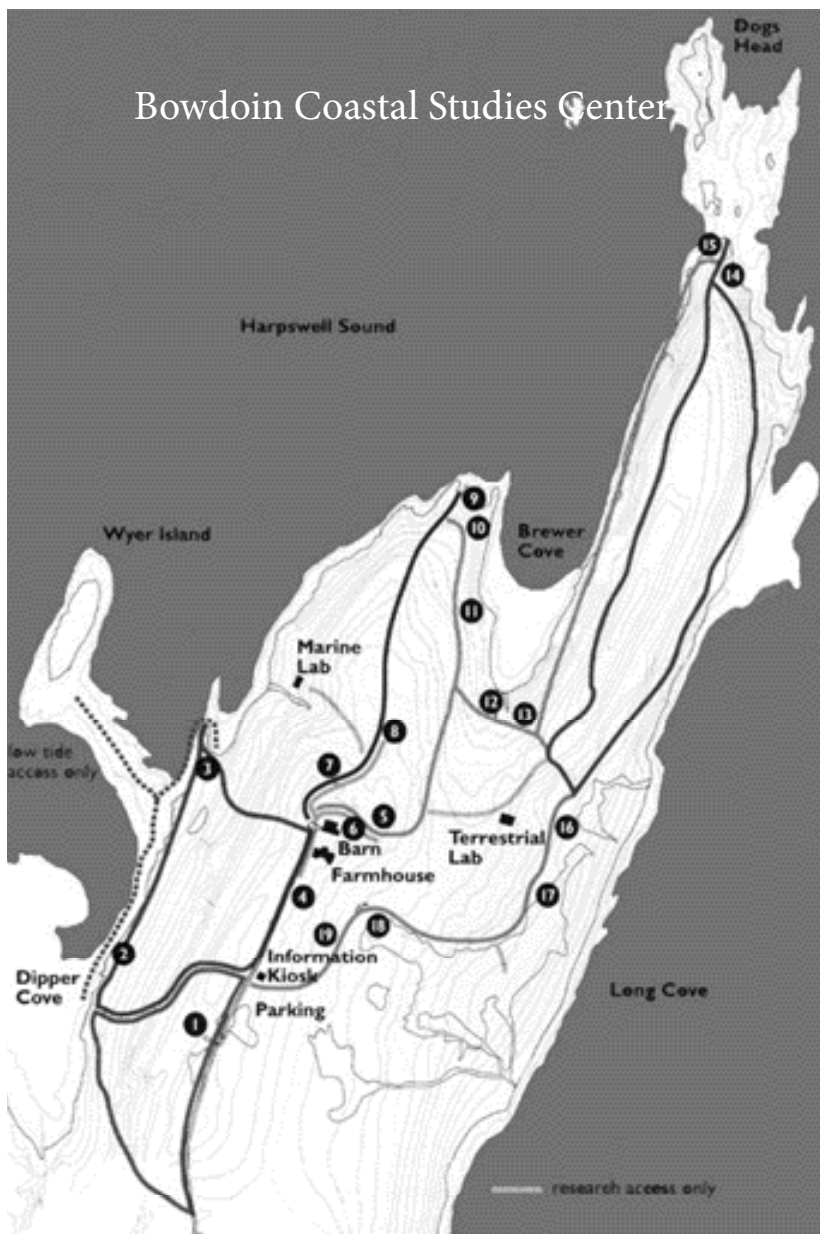 Dogs
Head
Bowdoin Coastal Studies Center
15
14
Harpswell Sound
9
10
Brewer
Cove
Wyer Island
11
Marine
Lab
12
13
8
3
low tide
access only
7
5
6
16
Barn
Terrestrial
Lab
Farmhouse
4
17
18
19
2
Information
Kiosk
Dipper
Cove
Long Cove
Parking
1
research access only